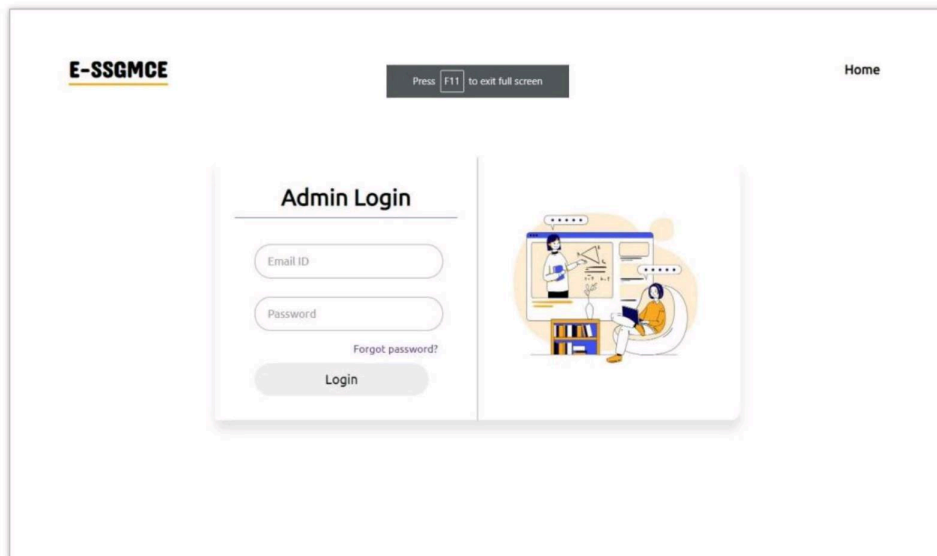 E-SSGMCE
Press F11 to exit full screen
Home
Admin Login
Email ID
Password
Forgot password?
Login